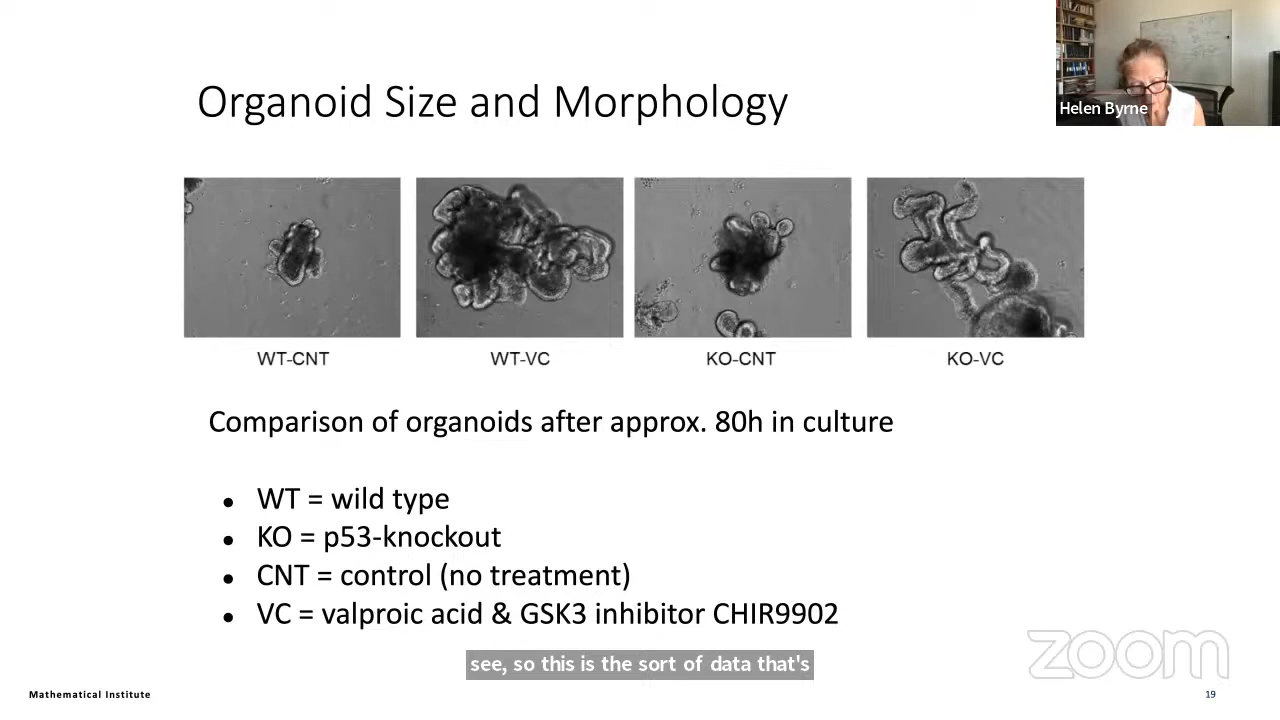 Organoid Size and Morphology
Helen Byrne
WT-CNT
WT-VC
KO-CNT
KO-VC
Comparison of organoids after approx. 80h in culture
• WT = wild type
• KO = p53-knockout
• CNT = control (no treatment)
• VC = valproic acid & GSK3 inhibitor CHIR9902
see, so this is the sort of data that's
zoom
Mathematical Institute
19